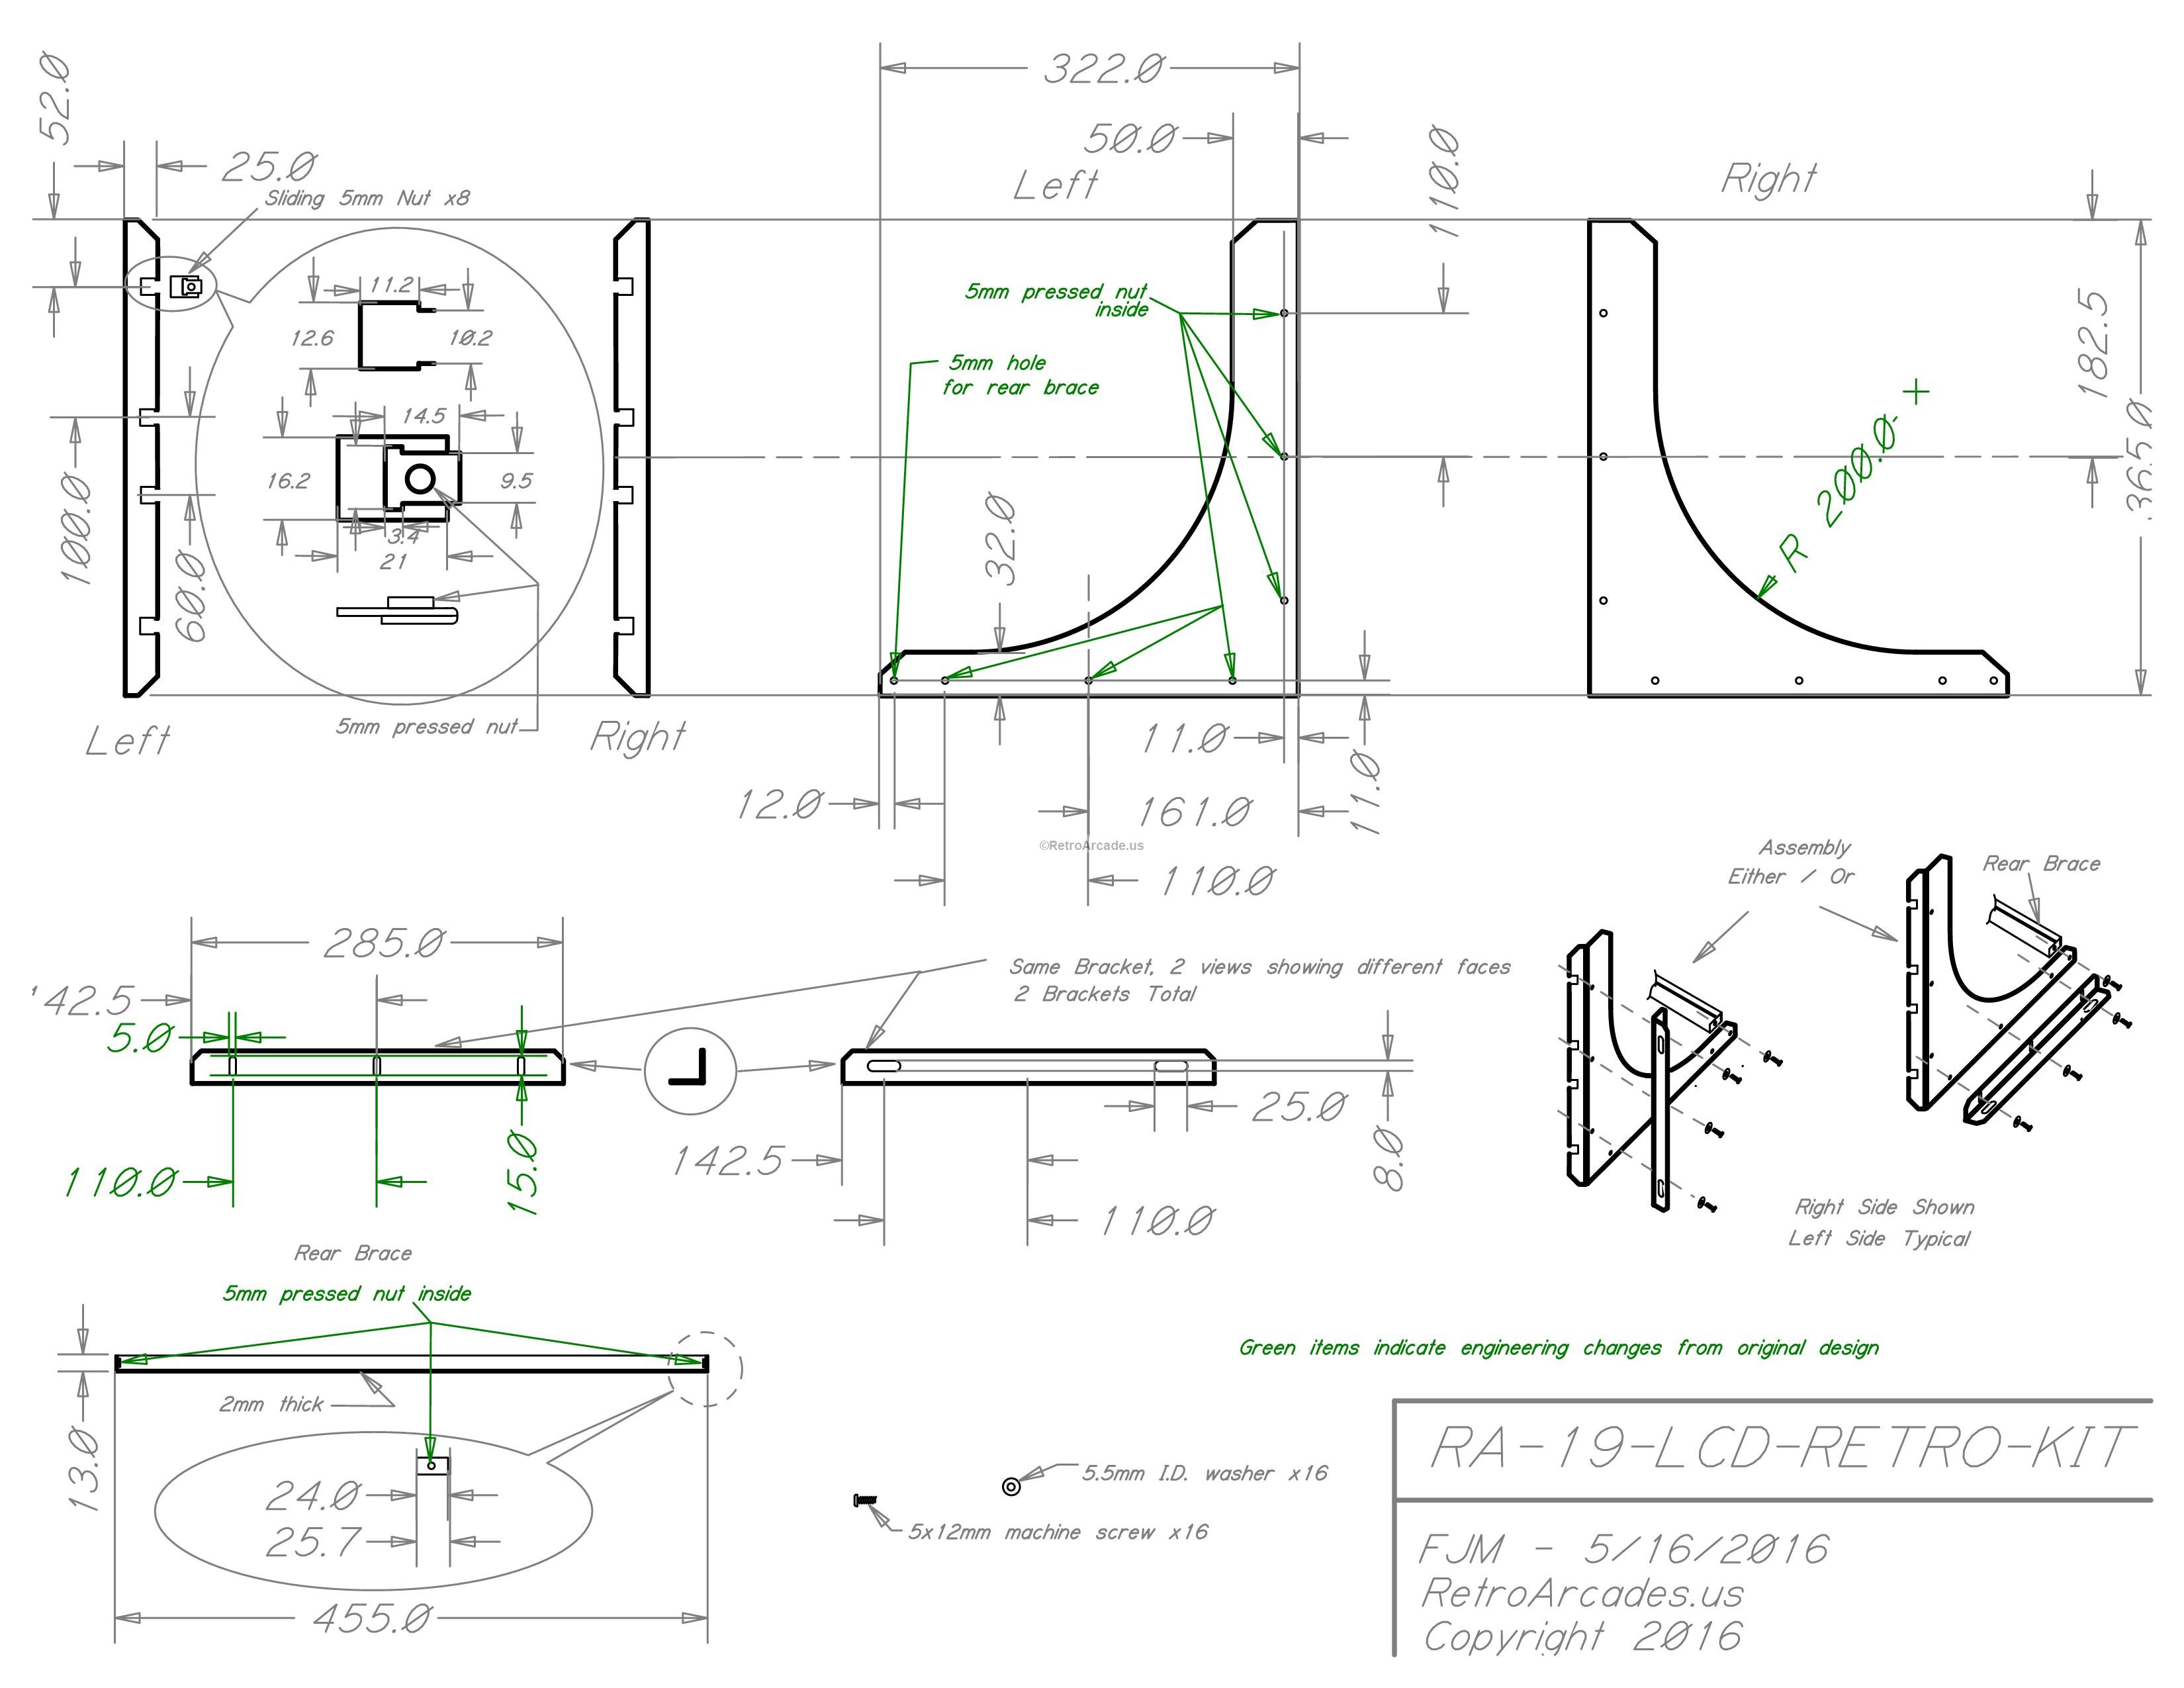 322.0
52.0
50.0
110.0
25.0
Left
Right
Sliding 5mm Nut x8
11.2
5mm pressed nut
inside
12.6
10.2
182.5
5mm hole
for rear brace
14.5
365.0
R 200.0
16.2
9.5
100.0
32.0
3.4
21
60.0
5mm pressed nut
Left
Right
11.0
11.0
12.0
161.0
©RetroArcade.us
110.0
Assembly
Either / Or
Rear Brace
285.0
142.5
Same Bracket, 2 views showing different faces
2 Brackets Total
5.0
25.0
8.0
142.5
110.0
15.0
110.0
Right Side Shown
Left Side Typical
Rear Brace
5mm pressed nut inside
Green items indicate engineering changes from original design
2mm thick
13.0
RA-19-LCD-RETRO-KIT
24.0
5.5mm I.D. washer x16
25.7
5x12mm machine screw x16
FJM - 5/16/2016
RetroArcades.us
Copyright 2016
455.0